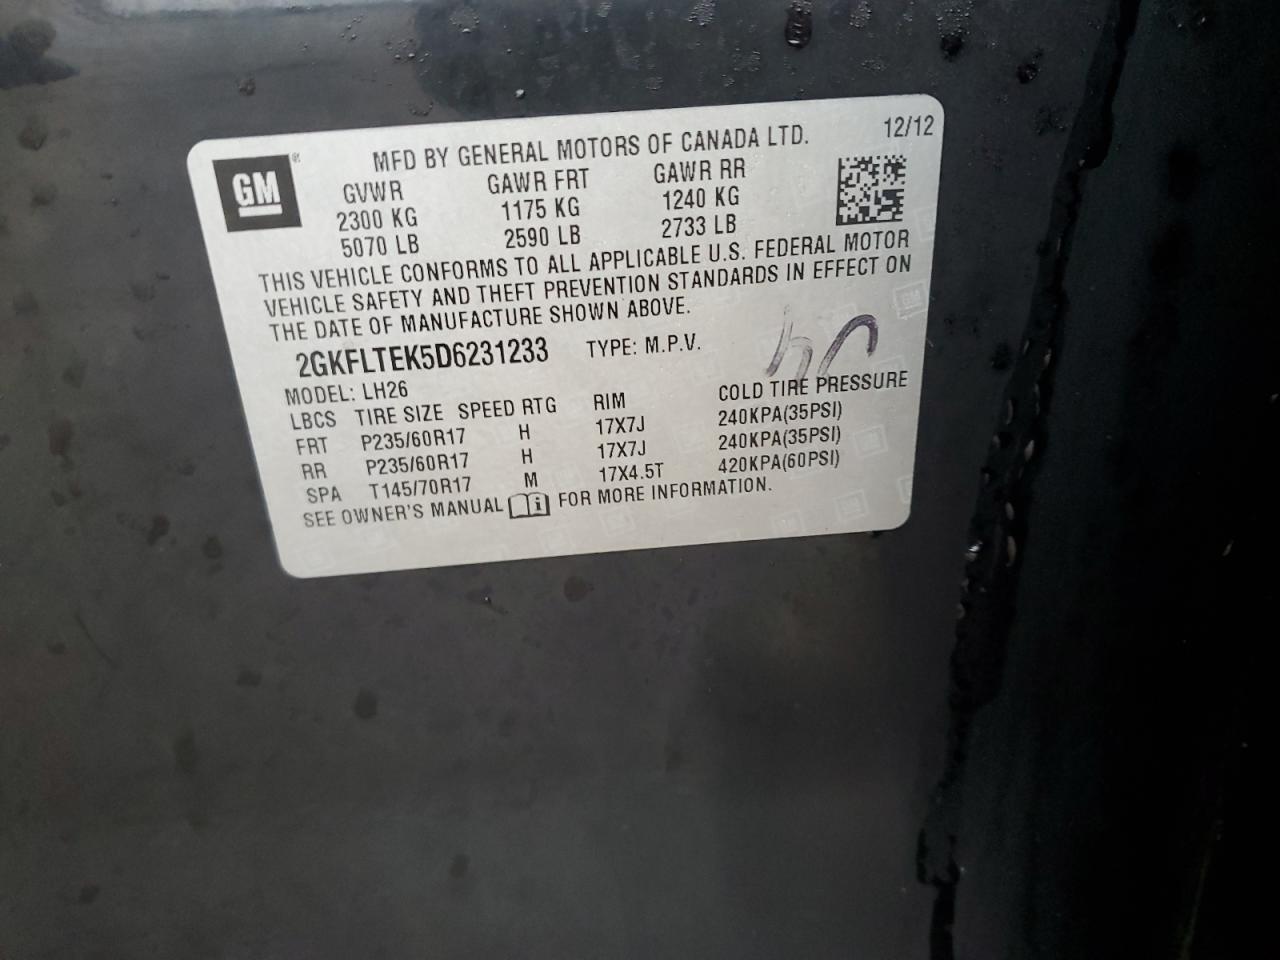 12/12
MFD BY GENERAL MOTORS OF CANADA LTD.
GM
GVWR GAWR FRT GAWR RR
2300 KG 1175 KG 1240 KG
5070 LB 2590 LB 2733 LB
THIS VEHICLE CONFORMS TO ALL APPLICABLE U.S. FEDERAL MOTOR
VEHICLE SAFETY AND THEFT PREVENTION STANDARDS IN EFFECT ON
THE DATE OF MANUFACTURE SHOWN ABOVE.
2GKFLTEK5D6231233 TYPE: M.P.V.
MODEL: LH26
LBCS TIRE SIZE SPEED RTG RIM COLD TIRE PRESSURE
FRT P235/60R17 H 17X7J 240KPA(35PSI)
RR P235/60R17 H 17X7J 240KPA(35PSI)
SPA T145/70R17 M 17X4.5T 420KPA(60PSI)
SEE OWNER'S MANUAL FOR MORE INFORMATION.